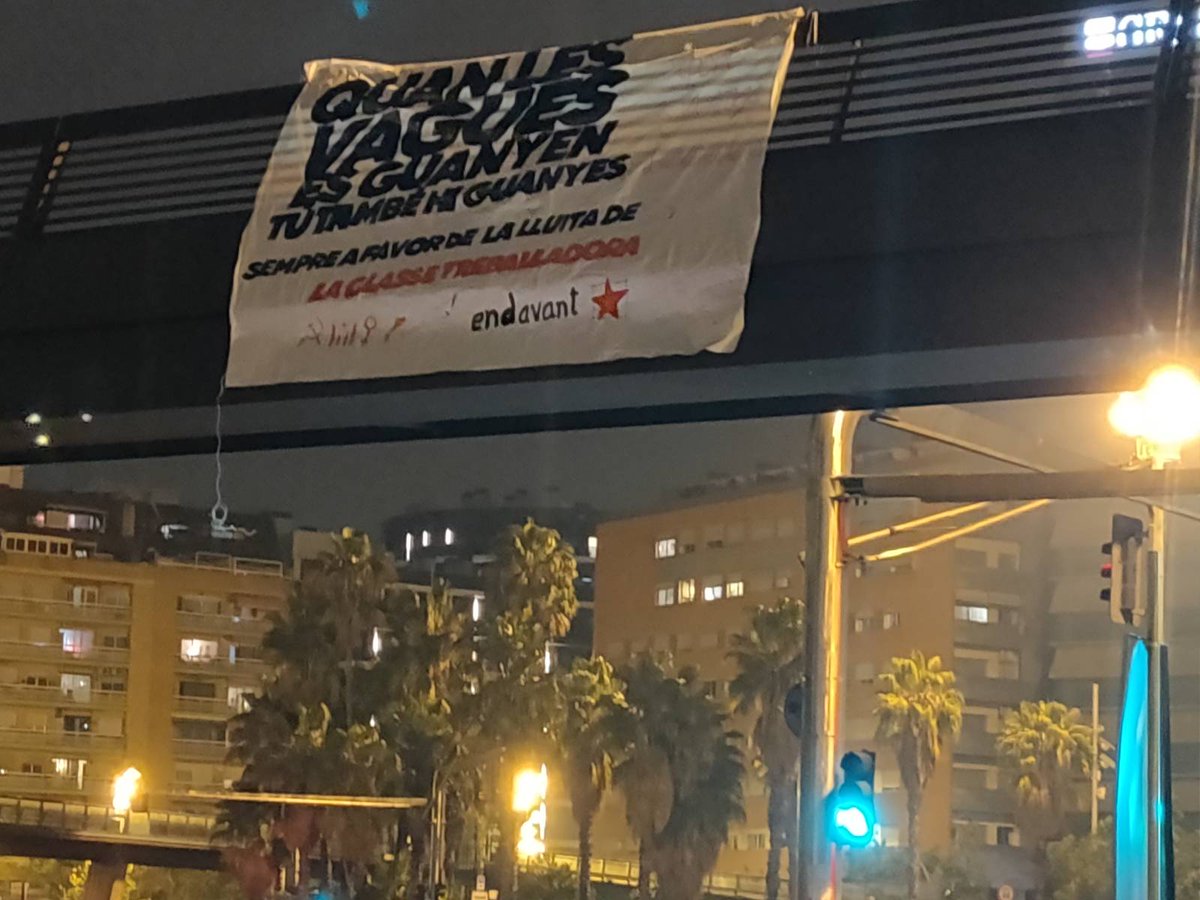 QUAN LES
VAGUES
ES GUANYEN
TU TAMBÉ HI GUANYES
SEMPRE A FAVOR DE LA LLUITA DE
LA CLASSE TREBALLADORA
endavant